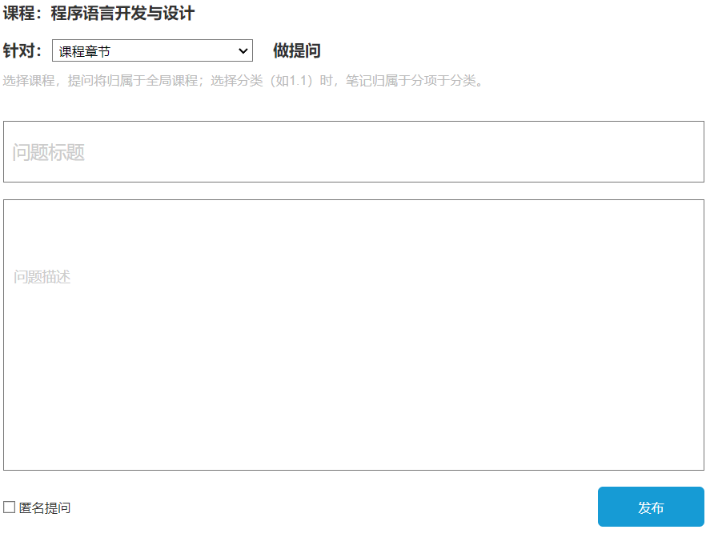 课程：程序语言开发与设计
针对： 课程章节 做提问
选择课程，提问将归属于全局课程；选择分类（如1.1）时，笔记归属于分项于分类。
问题标题
问题描述
匿名提问 发布